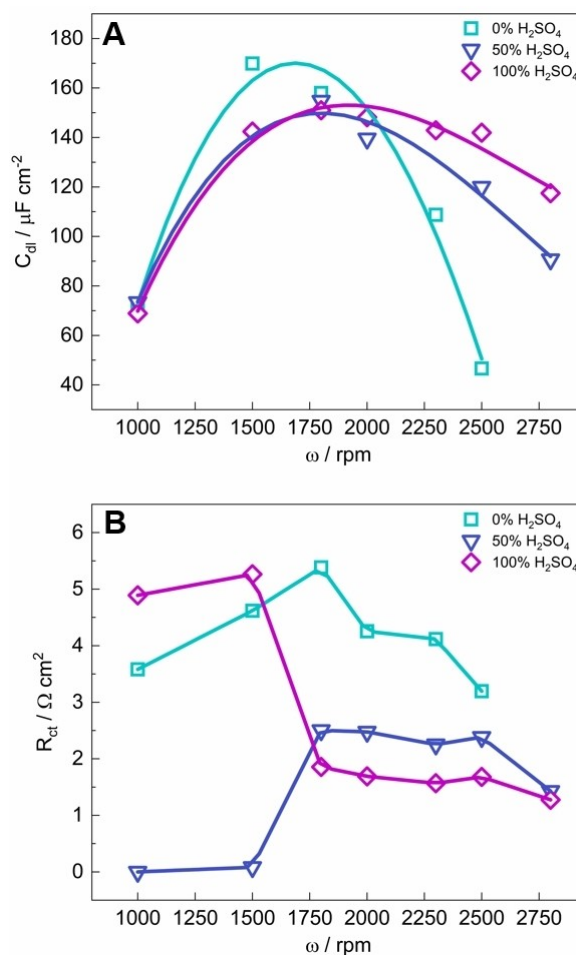 A
0% H₂SO₄
50% H₂SO₄
100% H₂SO₄
180
160
140
120
100
80
60
40
C_dl / μF cm⁻²
1000 1250 1500 1750 2000 2250 2500 2750
ω / rpm
B
0% H₂SO₄
50% H₂SO₄
100% H₂SO₄
6
5
4
3
2
1
0
R_ct / Ω cm²
1000 1250 1500 1750 2000 2250 2500 2750
ω / rpm